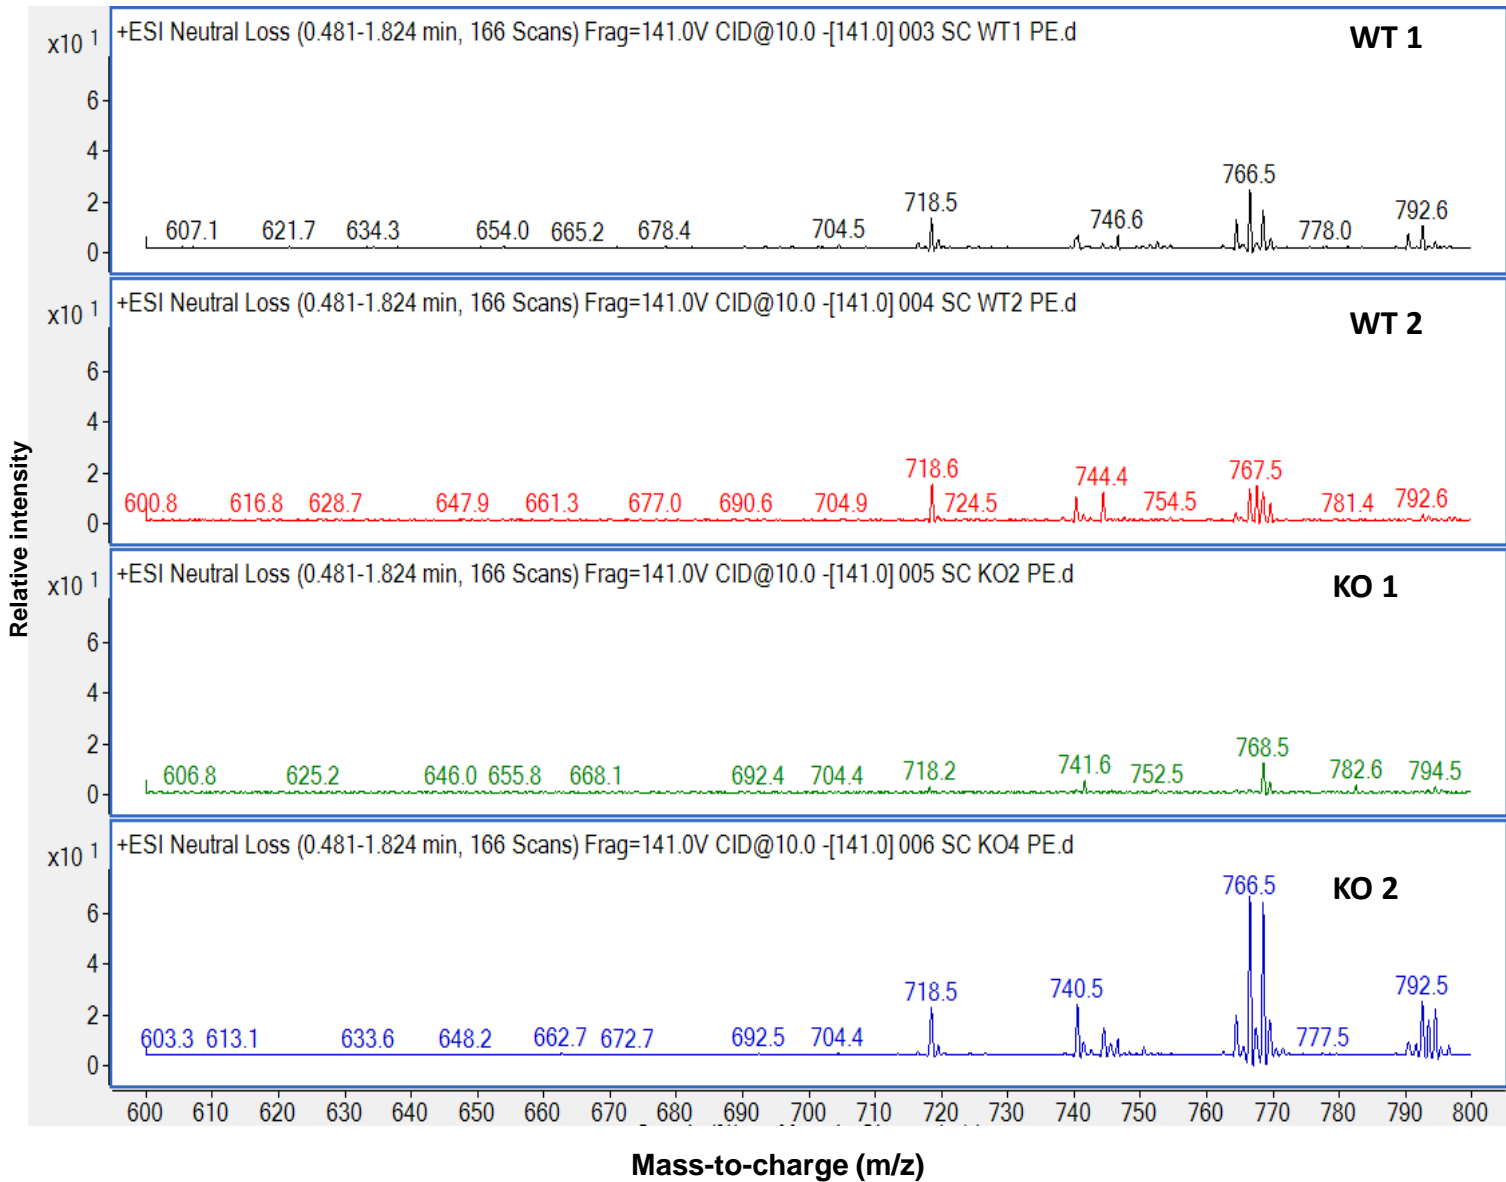 +ESI Neutral Loss (0.481-1.824 min, 166 Scans) Frag=141.0V CID@10.0 -[141.0] 003 SC WT1 PE.d
WT 1
x10 1
6
4
2
0
607.1 621.7 634.3 654.0 665.2 678.4 704.5 718.5 746.6 766.5 778.0 792.6
+ESI Neutral Loss (0.481-1.824 min, 166 Scans) Frag=141.0V CID@10.0 -[141.0] 004 SC WT2 PE.d
WT 2
x10 1
6
4
2
0
600.8 616.8 628.7 647.9 661.3 677.0 690.6 704.9 718.6 724.5 744.4 754.5 767.5 781.4 792.6
Relative intensity
+ESI Neutral Loss (0.481-1.824 min, 166 Scans) Frag=141.0V CID@10.0 -[141.0] 005 SC KO2 PE.d
KO 1
x10 1
6
4
2
0
606.8 625.2 646.0 655.8 668.1 692.4 704.4 718.2 741.6 752.5 768.5 782.6 794.5
+ESI Neutral Loss (0.481-1.824 min, 166 Scans) Frag=141.0V CID@10.0 -[141.0] 006 SC KO4 PE.d
KO 2
x10 1
6
4
2
0
603.3 613.1 633.6 648.2 662.7 672.7 692.5 704.4 718.5 740.5 766.5 777.5 792.5
600 610 620 630 640 650 660 670 680 690 700 710 720 730 740 750 760 770 780 790 800
Mass-to-charge (m/z)